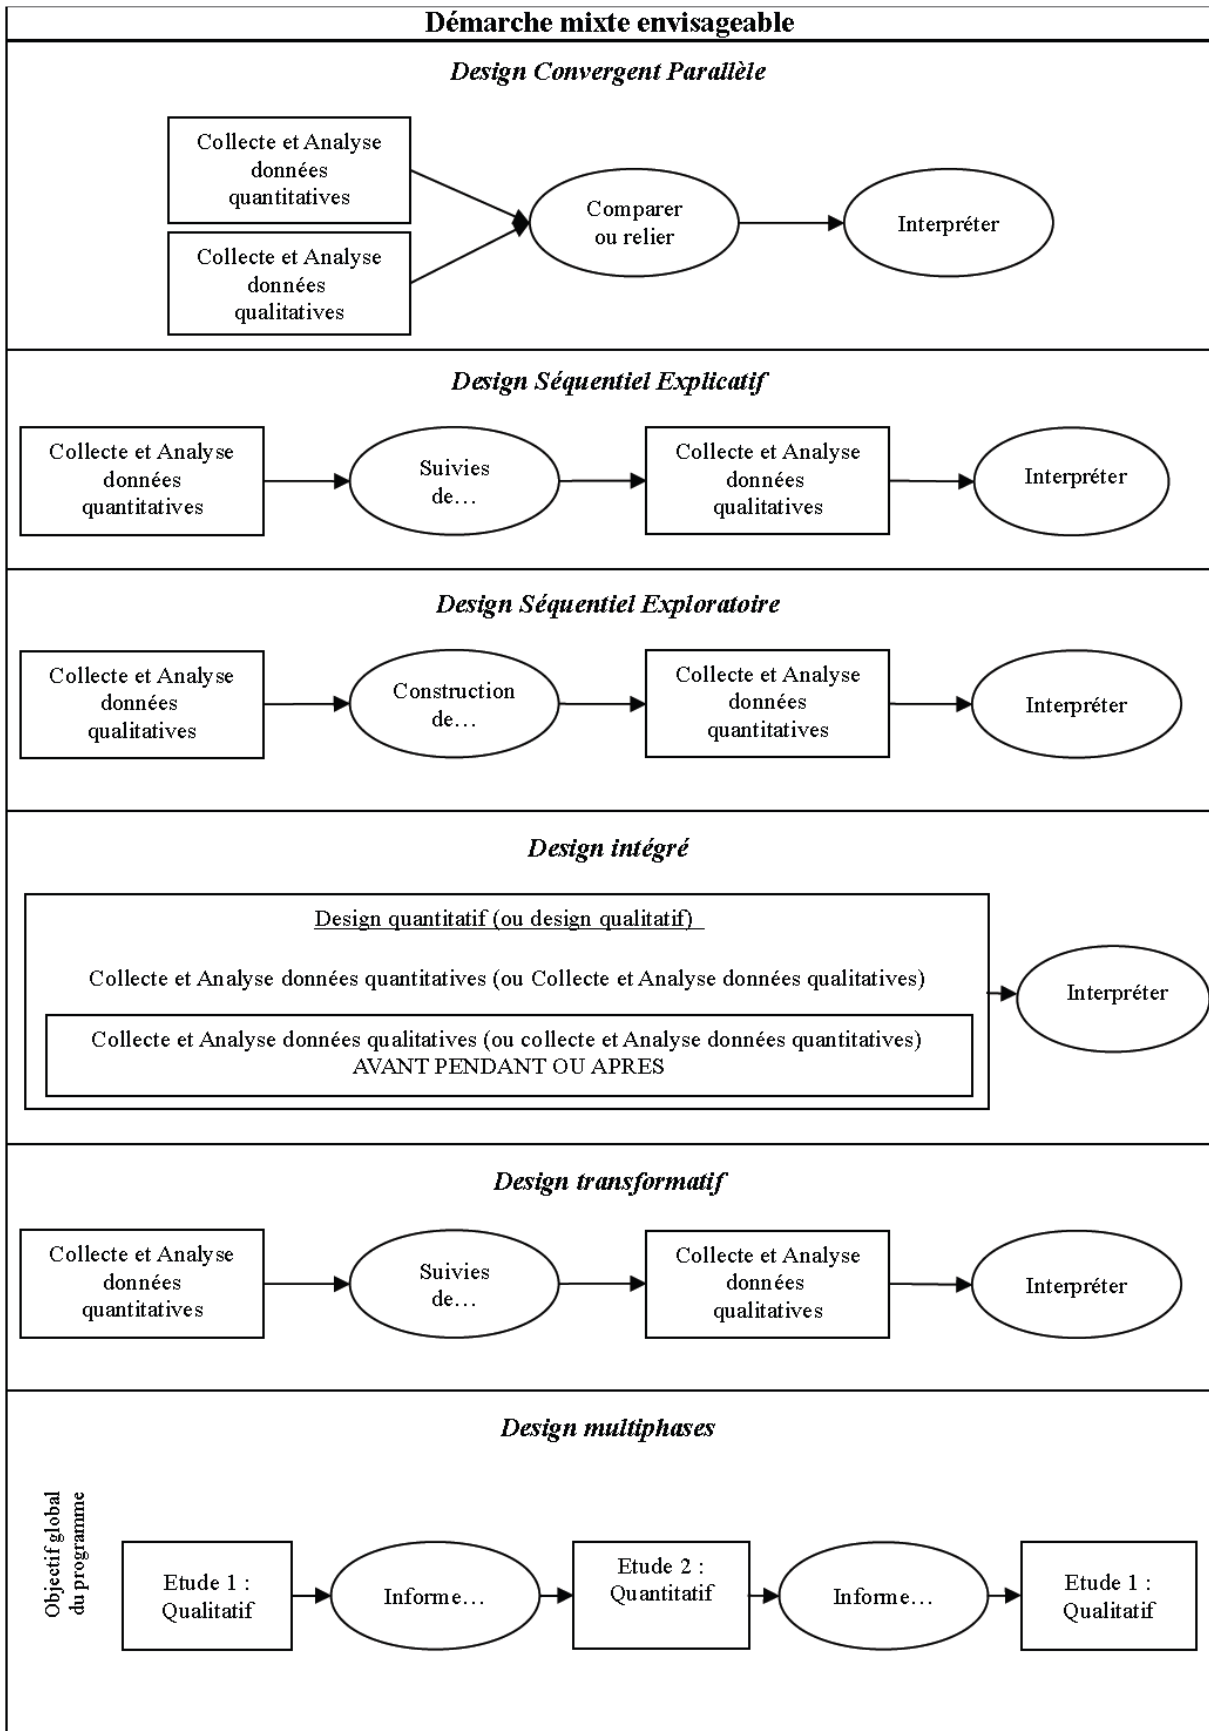 Démarche mixte envisageable
Design Convergent Parallèle
Collecte et Analyse
données
quantitatives
Collecte et Analyse
données
qualitatives
Comparer
ou relier
Interpréter
Design Séquentiel Explicatif
Collecte et Analyse
données
quantitatives
Suivies
de…
Collecte et Analyse
données
qualitatives
Interpréter
Design Séquentiel Exploratoire
Collecte et Analyse
données
qualitatives
Construction
de…
Collecte et Analyse
données
quantitatives
Interpréter
Design intégré
Design quantitatif (ou design qualitatif)
Collecte et Analyse données quantitatives (ou Collecte et Analyse données qualitatives)
Collecte et Analyse données qualitatives (ou collecte et Analyse données quantitatives)
AVANT PENDANT OU APRES
Interpréter
Design transformatif
Collecte et Analyse
données
quantitatives
Suivies
de…
Collecte et Analyse
données
qualitatives
Interpréter
Design multiphases
Objectif global
du programme
Etude 1 :
Qualitatif
Informe…
Etude 2 :
Quantitatif
Informe…
Etude 1 :
Qualitatif